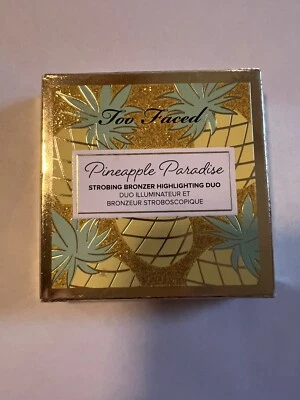 Too Faced
Pineapple Paradise
STROBING BRONZER HIGHLIGHTING DUO
DUO ILLUMINATEUR ET
BRONZEUR STROBOSCOPIQUE